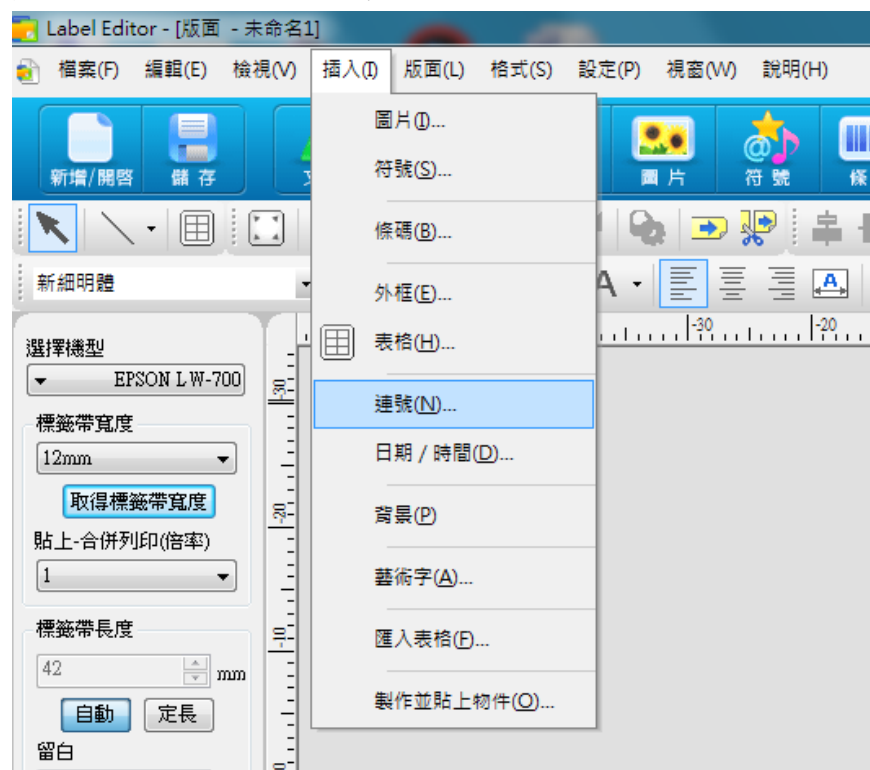 Label Editor - [版面 - 未命名1]
檔案(F) 編輯(E) 檢視(V) 插入(I) 版面(L) 格式(S) 設定(P) 視窗(W) 說明(H)
圖片(I)...
符號(S)...
條碼(B)...
外框(E)...
表格(H)...
連號(N)...
日期 / 時間(D)...
背景(P)
藝術字(A)...
匯入表格(F)...
製作並貼上物件(O)...
新增/開啓 儲存 圖片 符號 條
新細明體
A
A
-30 -20
選擇機型
EPSON LW-700
標籤帶寬度
12mm
取得標籤帶寬度
貼上-合併列印(倍率)
1
標籤帶長度
42 mm
自動 定長
留白
-30
-20
-10